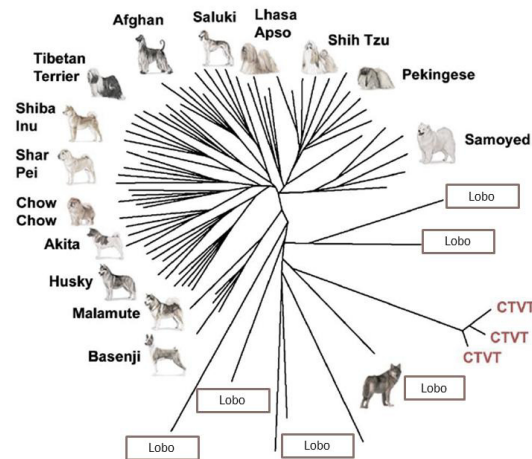 Afghan
Saluki
Lhasa
Apso
Shih Tzu
Pekingese
Samoyed
Tibetan
Terrier
Shiba
Inu
Shar
Pei
Chow
Chow
Akita
Husky
Malamute
Basenji
Lobo
Lobo
CTVT
CTVT
CTVT
Lobo
Lobo
Lobo
Lobo